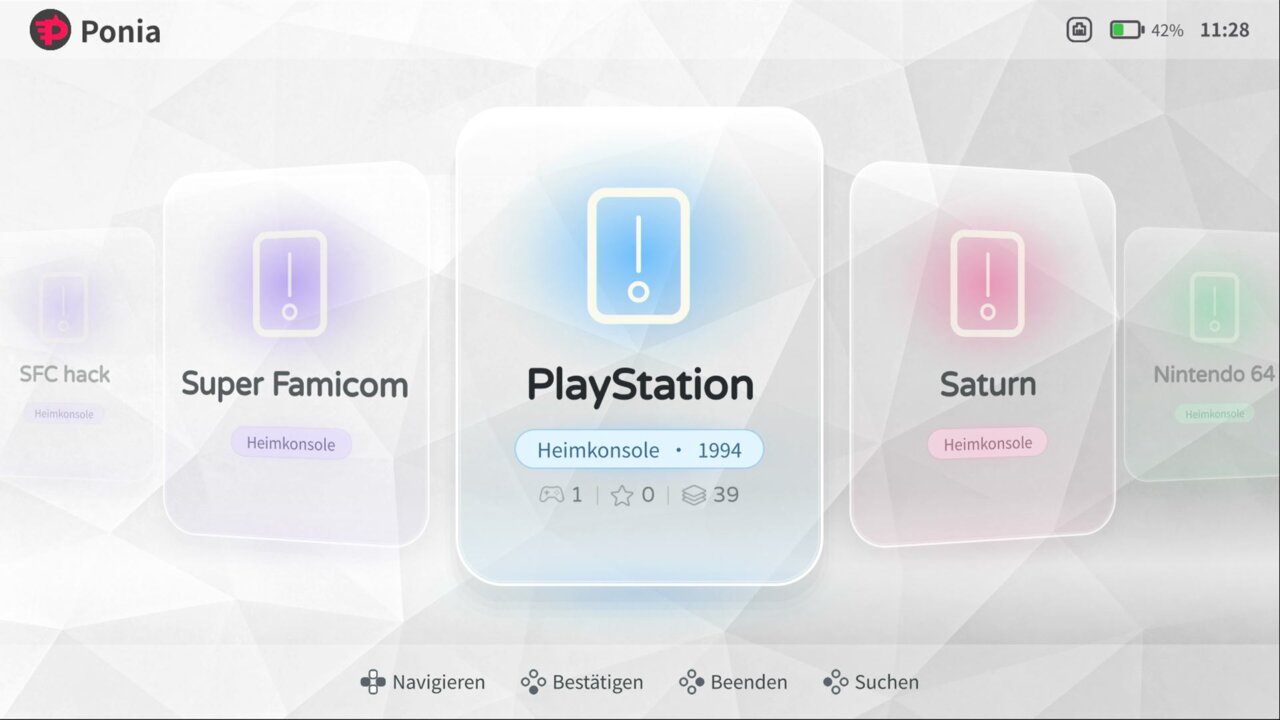 Ponia
42% 11:28
SFC hack
Heimkonsole
Super Famicom
Heimkonsole
PlayStation
Heimkonsole • 1994
1 | 0 | 39
Saturn
Heimkonsole
Nintendo 64
Heimkonsole
Navigieren Bestätigen Beenden Suchen